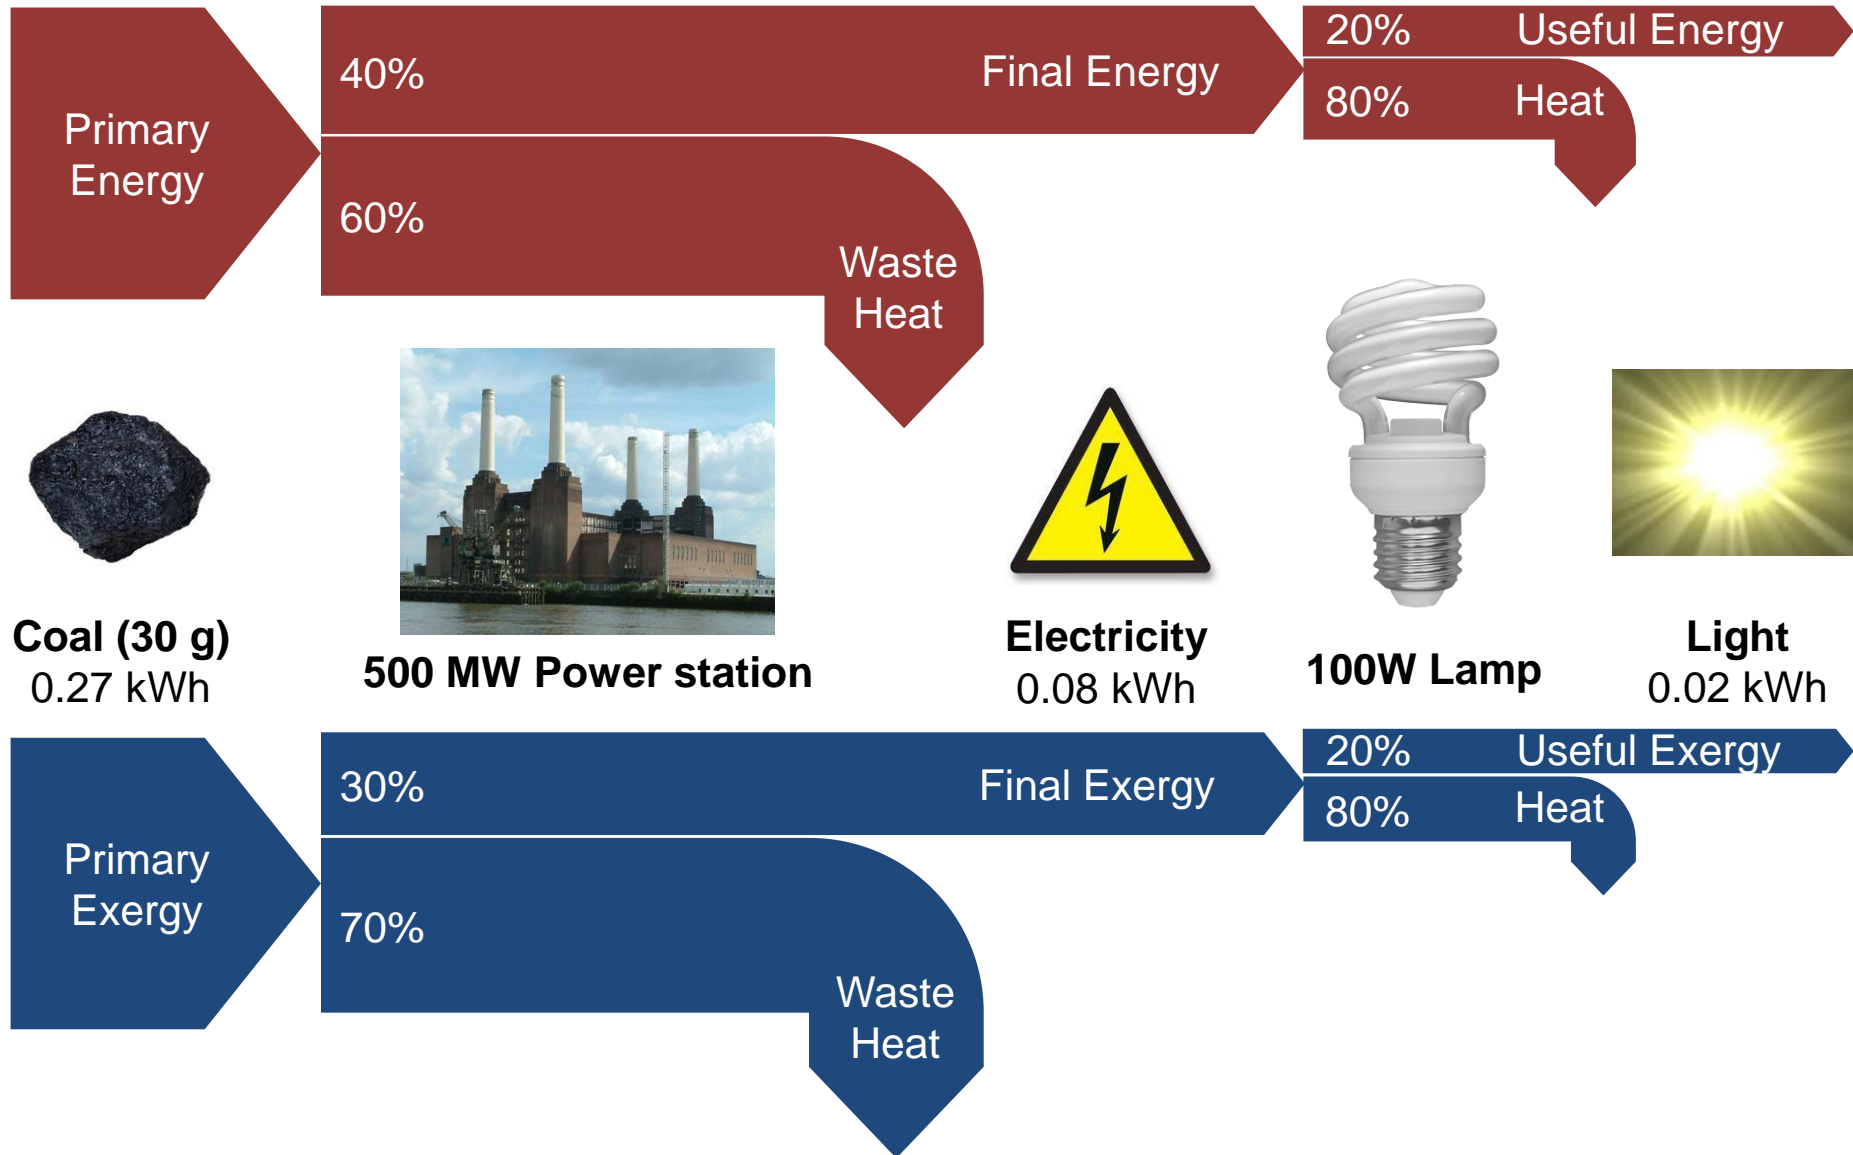 Primary
Energy
40%
Final Energy
60%
Waste
Heat
20%
Useful Energy
80%
Heat
Coal (30 g)
0.27 kWh
500 MW Power station
Electricity
0.08 kWh
100W Lamp
Light
0.02 kWh
Primary
Exergy
30%
Final Exergy
70%
Waste
Heat
20%
Useful Exergy
80%
Heat